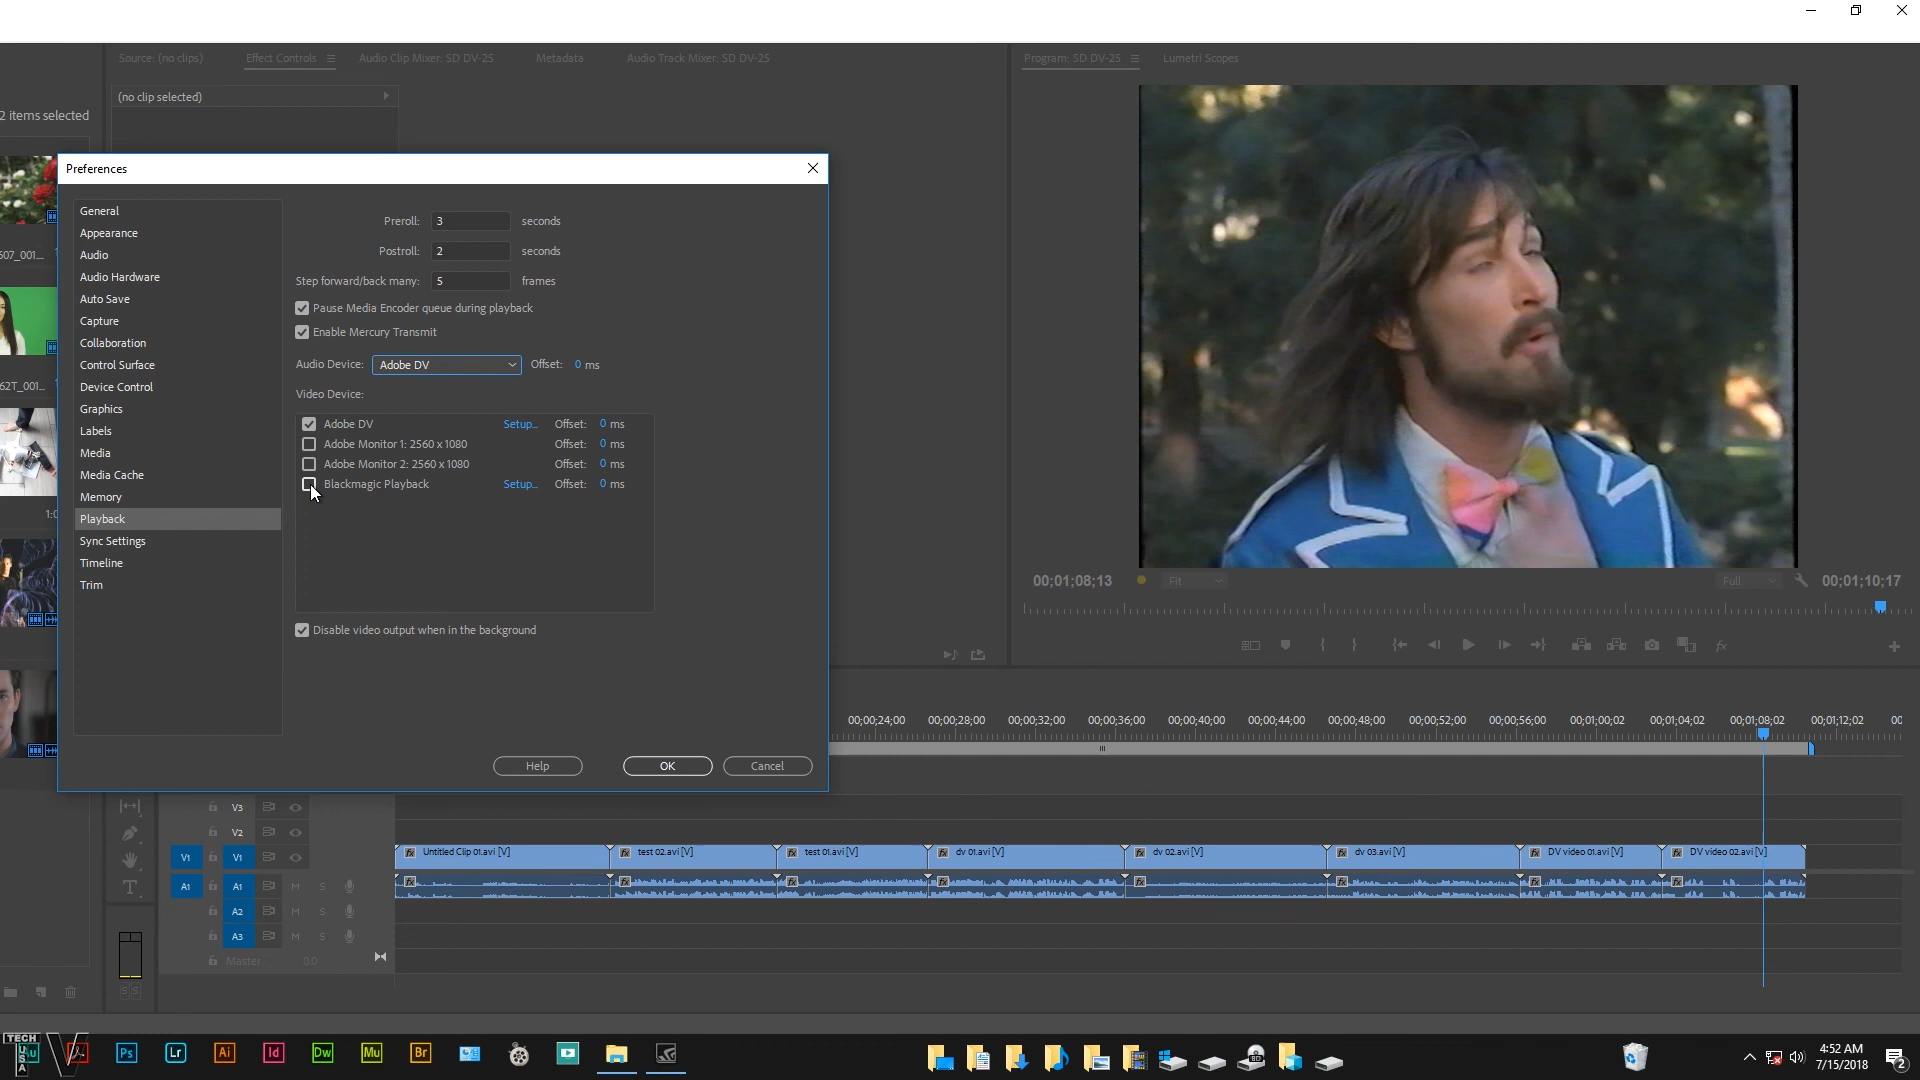 Source: (no clips)
Effect Controls
Audio Clip Mixer: SD DV-25
Metadata
Audio Track Mixer: SD DV-25
Program: SD DV-25
Lumetri Scopes
(no clip selected)
2 items selected
Preferences
General
Appearance
Audio
Audio Hardware
Auto Save
Capture
Collaboration
Control Surface
Device Control
Graphics
Labels
Media
Media Cache
Memory
Playback
Sync Settings
Timeline
Trim
Preroll: 3 seconds
Postroll: 2 seconds
Step forward/back many: 5 frames
Pause Media Encoder queue during playback
Enable Mercury Transmit
Audio Device: Adobe DV Offset: 0 ms
Video Device:
Adobe DV Setup... Offset: 0 ms
Adobe Monitor 1: 2560 x 1080 Offset: 0 ms
Adobe Monitor 2: 2560 x 1080 Offset: 0 ms
Blackmagic Playback Setup... Offset: 0 ms
Disable video output when in the background
Help OK Cancel
607_001_...
62T_001_...
00;01;08;13 Fit Full 00;01;10;17
00;00;24;00 00;00;28;00 00;00;32;00 00;00;36;00 00;00;40;00 00;00;44;00 00;00;48;00 00;00;52;00 00;00;56;00 00;01;00;02 00;01;04;02 00;01;08;02 00;01;12;02 00
V3
V2
V1 V1
Untitled Clip 01.avi [V] test 02.avi [V] test 01.avi [V] dv 01.avi [V] dv 02.avi [V] dv 03.avi [V] DV video 01.avi [V] DV video 02.avi [V]
A1 A1 M S
A2 M S
A3 M S
Master 0.0
S S
TECH
V
USA
Au Ps Lr Ai Id Dw Mu Br
4:52 AM
7/15/2018
2